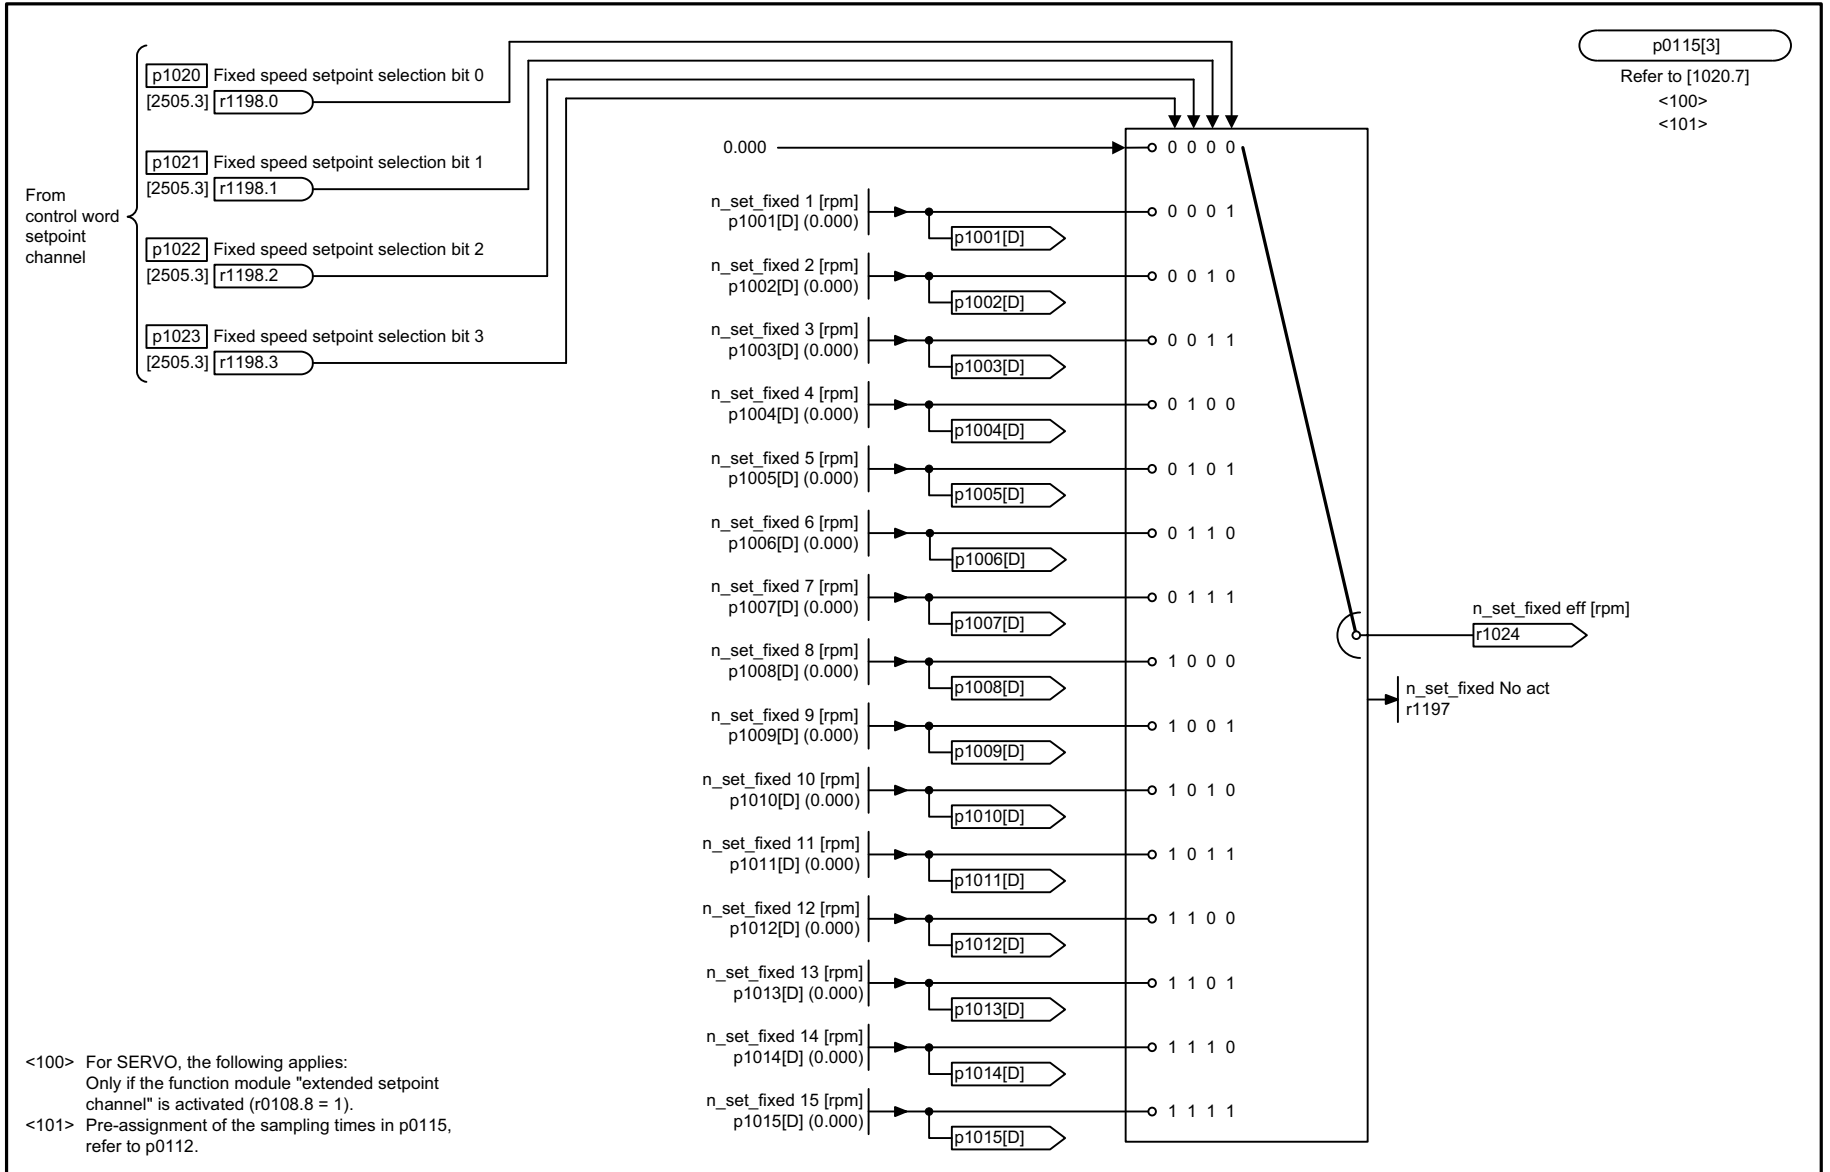 p0115[3]
Refer to [1020.7]
<100>
<101>
From
control word
setpoint
channel
p1020 Fixed speed setpoint selection bit 0
[2505.3] r1198.0
p1021 Fixed speed setpoint selection bit 1
[2505.3] r1198.1
p1022 Fixed speed setpoint selection bit 2
[2505.3] r1198.2
p1023 Fixed speed setpoint selection bit 3
[2505.3] r1198.3
0.000 0 0 0 0
n_set_fixed 1 [rpm]
p1001[D] (0.000) 0 0 0 1
p1001[D]
n_set_fixed 2 [rpm]
p1002[D] (0.000) 0 0 1 0
p1002[D]
n_set_fixed 3 [rpm]
p1003[D] (0.000) 0 0 1 1
p1003[D]
n_set_fixed 4 [rpm]
p1004[D] (0.000) 0 1 0 0
p1004[D]
n_set_fixed 5 [rpm]
p1005[D] (0.000) 0 1 0 1
p1005[D]
n_set_fixed 6 [rpm]
p1006[D] (0.000) 0 1 1 0
p1006[D]
n_set_fixed 7 [rpm]
p1007[D] (0.000) 0 1 1 1
p1007[D]
n_set_fixed 8 [rpm]
p1008[D] (0.000) 1 0 0 0
p1008[D]
n_set_fixed 9 [rpm]
p1009[D] (0.000) 1 0 0 1
p1009[D]
n_set_fixed 10 [rpm]
p1010[D] (0.000) 1 0 1 0
p1010[D]
n_set_fixed 11 [rpm]
p1011[D] (0.000) 1 0 1 1
p1011[D]
n_set_fixed 12 [rpm]
p1012[D] (0.000) 1 1 0 0
p1012[D]
n_set_fixed 13 [rpm]
p1013[D] (0.000) 1 1 0 1
p1013[D]
n_set_fixed 14 [rpm]
p1014[D] (0.000) 1 1 1 0
p1014[D]
n_set_fixed 15 [rpm]
p1015[D] (0.000) 1 1 1 1
p1015[D]
n_set_fixed eff [rpm]
r1024
n_set_fixed No act
r1197
<100> For SERVO, the following applies:
Only if the function module "extended setpoint
channel" is activated (r0108.8 = 1).
<101> Pre-assignment of the sampling times in p0115,
refer to p0112.